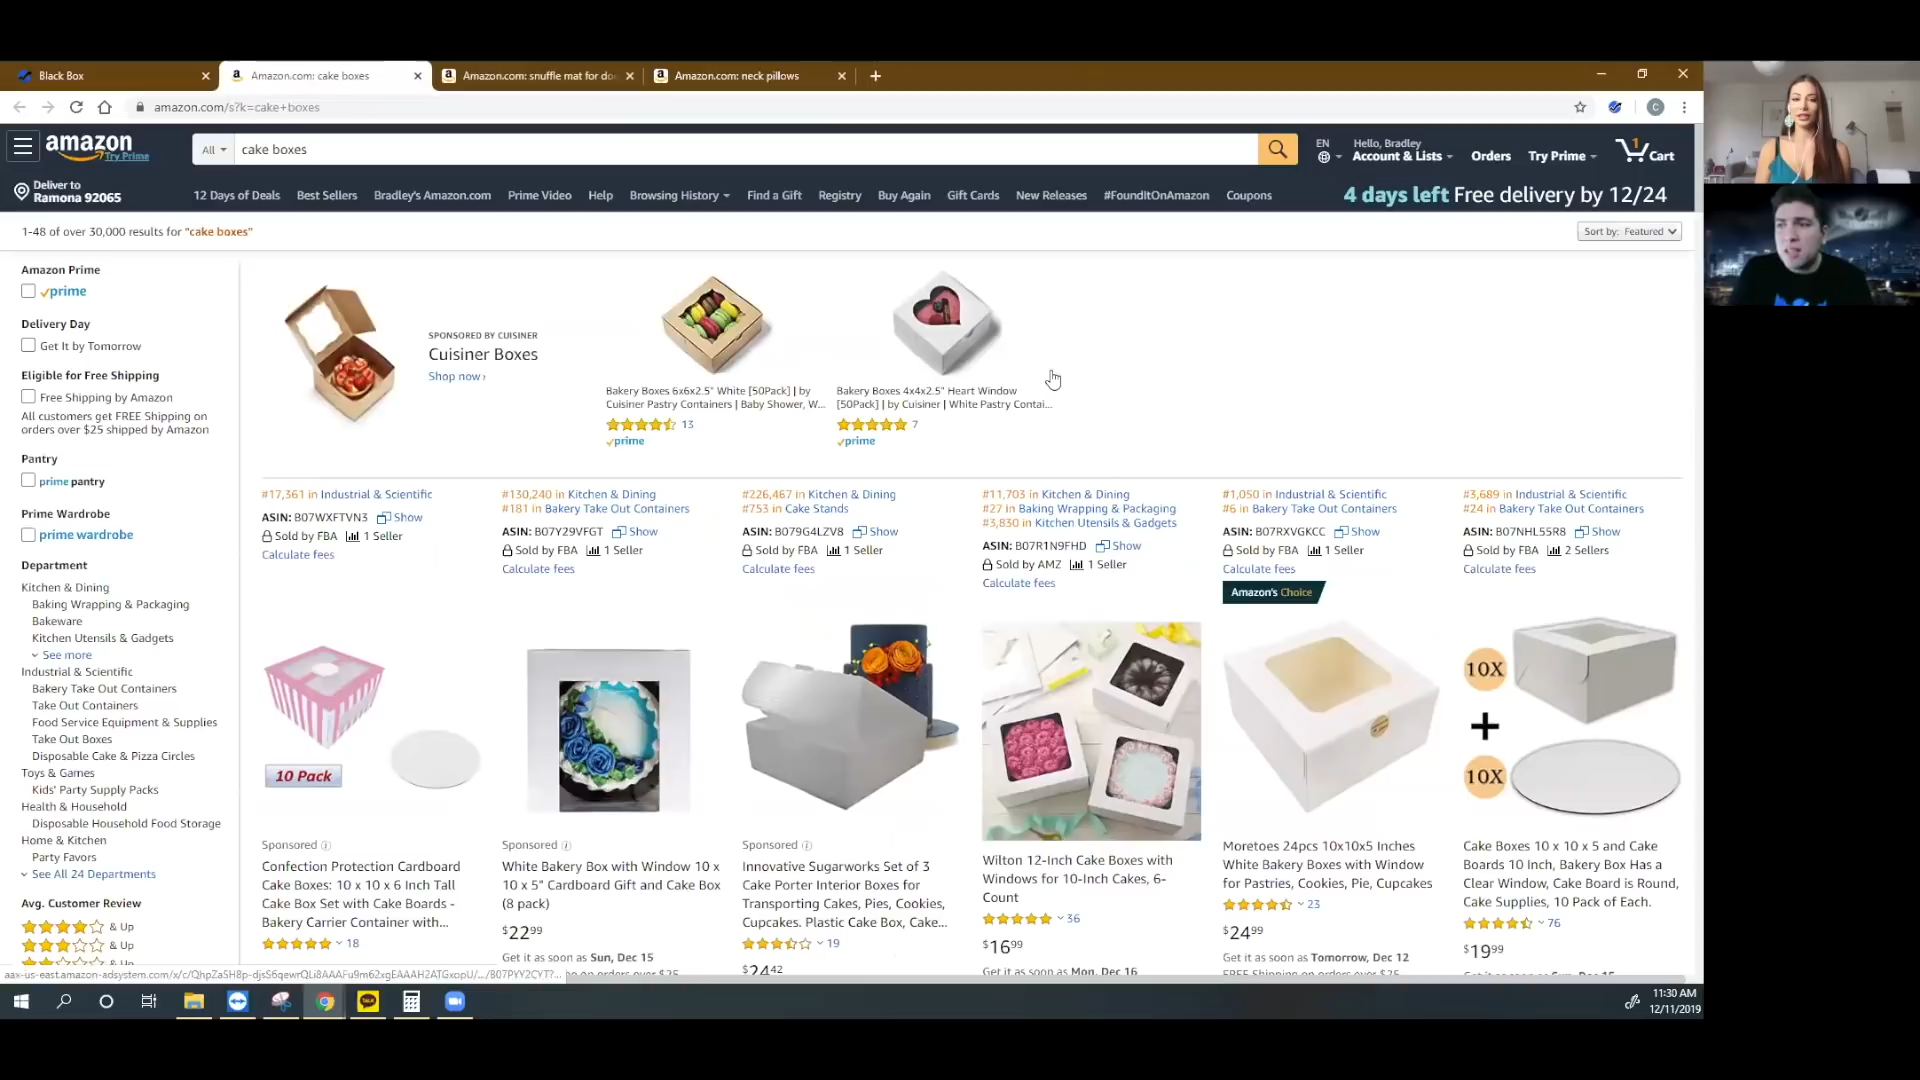 Black Box
Amazon.com: cake boxes
Amazon.com: snuffle mat for do
Amazon.com: neck pillows
amazon.com/s?k=cake+boxes
C
amazon
Try Prime
All
cake boxes
EN
Hello, Bradley
Account & Lists
Orders
Try Prime
1
Cart
Deliver to
Ramona 92065
12 Days of Deals
Best Sellers
Bradley's Amazon.com
Prime Video
Help
Browsing History
Find a Gift
Registry
Buy Again
Gift Cards
New Releases
#FoundItOnAmazon
Coupons
4 days left Free delivery by 12/24
1-48 of over 30,000 results for "cake boxes"
Sort by: Featured
Amazon Prime
prime
Delivery Day
Get It by Tomorrow
Eligible for Free Shipping
Free Shipping by Amazon
All customers get FREE Shipping on
orders over $25 shipped by Amazon
Pantry
prime pantry
Prime Wardrobe
prime wardrobe
Department
Kitchen & Dining
Baking Wrapping & Packaging
Bakeware
Kitchen Utensils & Gadgets
See more
Industrial & Scientific
Bakery Take Out Containers
Take Out Containers
Food Service Equipment & Supplies
Take Out Boxes
Disposable Cake & Pizza Circles
Toys & Games
Kids' Party Supply Packs
Health & Household
Disposable Household Food Storage
Home & Kitchen
Party Favors
See All 24 Departments
Avg. Customer Review
& Up
& Up
SPONSORED BY CUISINER
Cuisiner Boxes
Shop now ›
Bakery Boxes 6x6x2.5" White [50Pack] | by
Cuisiner Pastry Containers | Baby Shower, W...
13
prime
Bakery Boxes 4x4x2.5" Heart Window
[50Pack] | by Cuisiner | White Pastry Contai...
7
prime
#17,361 in Industrial & Scientific
ASIN: B07WXFTVN3 Show
Sold by FBA 1 Seller
Calculate fees
10 Pack
Sponsored
Confection Protection Cardboard
Cake Boxes: 10 x 10 x 6 Inch Tall
Cake Box Set with Cake Boards -
Bakery Carrier Container with...
18
#130,240 in Kitchen & Dining
#181 in Bakery Take Out Containers
ASIN: B07Y29VFGT Show
Sold by FBA 1 Seller
Calculate fees
Sponsored
White Bakery Box with Window 10 x
10 x 5" Cardboard Gift and Cake Box
(8 pack)
$22 99
Get it as soon as Sun, Dec 15
on orders over $25
#226,467 in Kitchen & Dining
#753 in Cake Stands
ASIN: B079G4LZV8 Show
Sold by FBA 1 Seller
Calculate fees
Sponsored
Innovative Sugarworks Set of 3
Cake Porter Interior Boxes for
Transporting Cakes, Pies, Cookies,
Cupcakes. Plastic Cake Box, Cake...
19
$24 42
#11,703 in Kitchen & Dining
#27 in Baking Wrapping & Packaging
#3,830 in Kitchen Utensils & Gadgets
ASIN: B07R1N9FHD Show
Sold by AMZ 1 Seller
Calculate fees
Wilton 12-Inch Cake Boxes with
Windows for 10-Inch Cakes, 6-
Count
36
$16 99
Get it as soon as Mon, Dec 16
#1,050 in Industrial & Scientific
#6 in Bakery Take Out Containers
ASIN: B07RXVGKCC Show
Sold by FBA 1 Seller
Calculate fees
Amazon's Choice
Moretoes 24pcs 10x10x5 Inches
White Bakery Boxes with Window
for Pastries, Cookies, Pie, Cupcakes
23
$24 99
Get it as soon as Tomorrow, Dec 12
FREE Shipping on orders over $25
#3,689 in Industrial & Scientific
#24 in Bakery Take Out Containers
ASIN: B07NHL55R8 Show
Sold by FBA 2 Sellers
Calculate fees
10X
+
10X
Cake Boxes 10 x 10 x 5 and Cake
Boards 10 Inch, Bakery Box Has a
Clear Window, Cake Board is Round,
Cake Supplies, 10 Pack of Each.
76
$19 99
Get it as soon as Sun, Dec 15
TALK
11:30 AM
12/11/2019